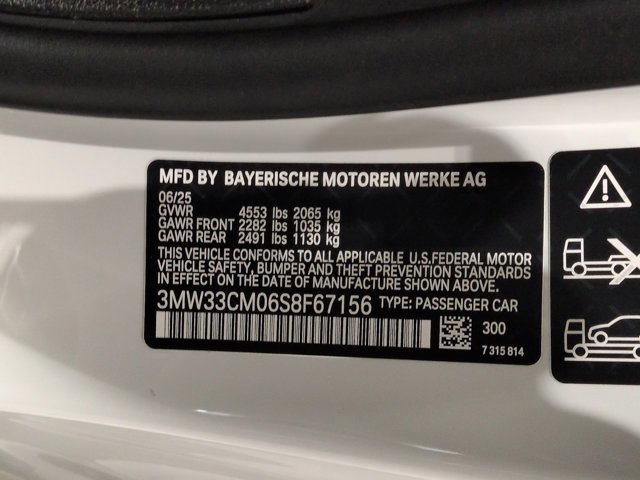 MFD BY BAYERISCHE MOTOREN WERKE AG
06/25
GVWR 4553 lbs 2065 kg
GAWR FRONT 2282 lbs 1035 kg
GAWR REAR 2491 lbs 1130 kg
THIS VEHICLE CONFORMS TO ALL APPLICABLE U.S.FEDERAL MOTOR
VEHICLE SAFETY, BUMPER AND THEFT PREVENTION STANDARDS
IN EFFECT ON THE DATE OF MANUFACTURE SHOWN ABOVE.
3MW33CM06S8F67156 TYPE: PASSENGER CAR
300
7 315 814